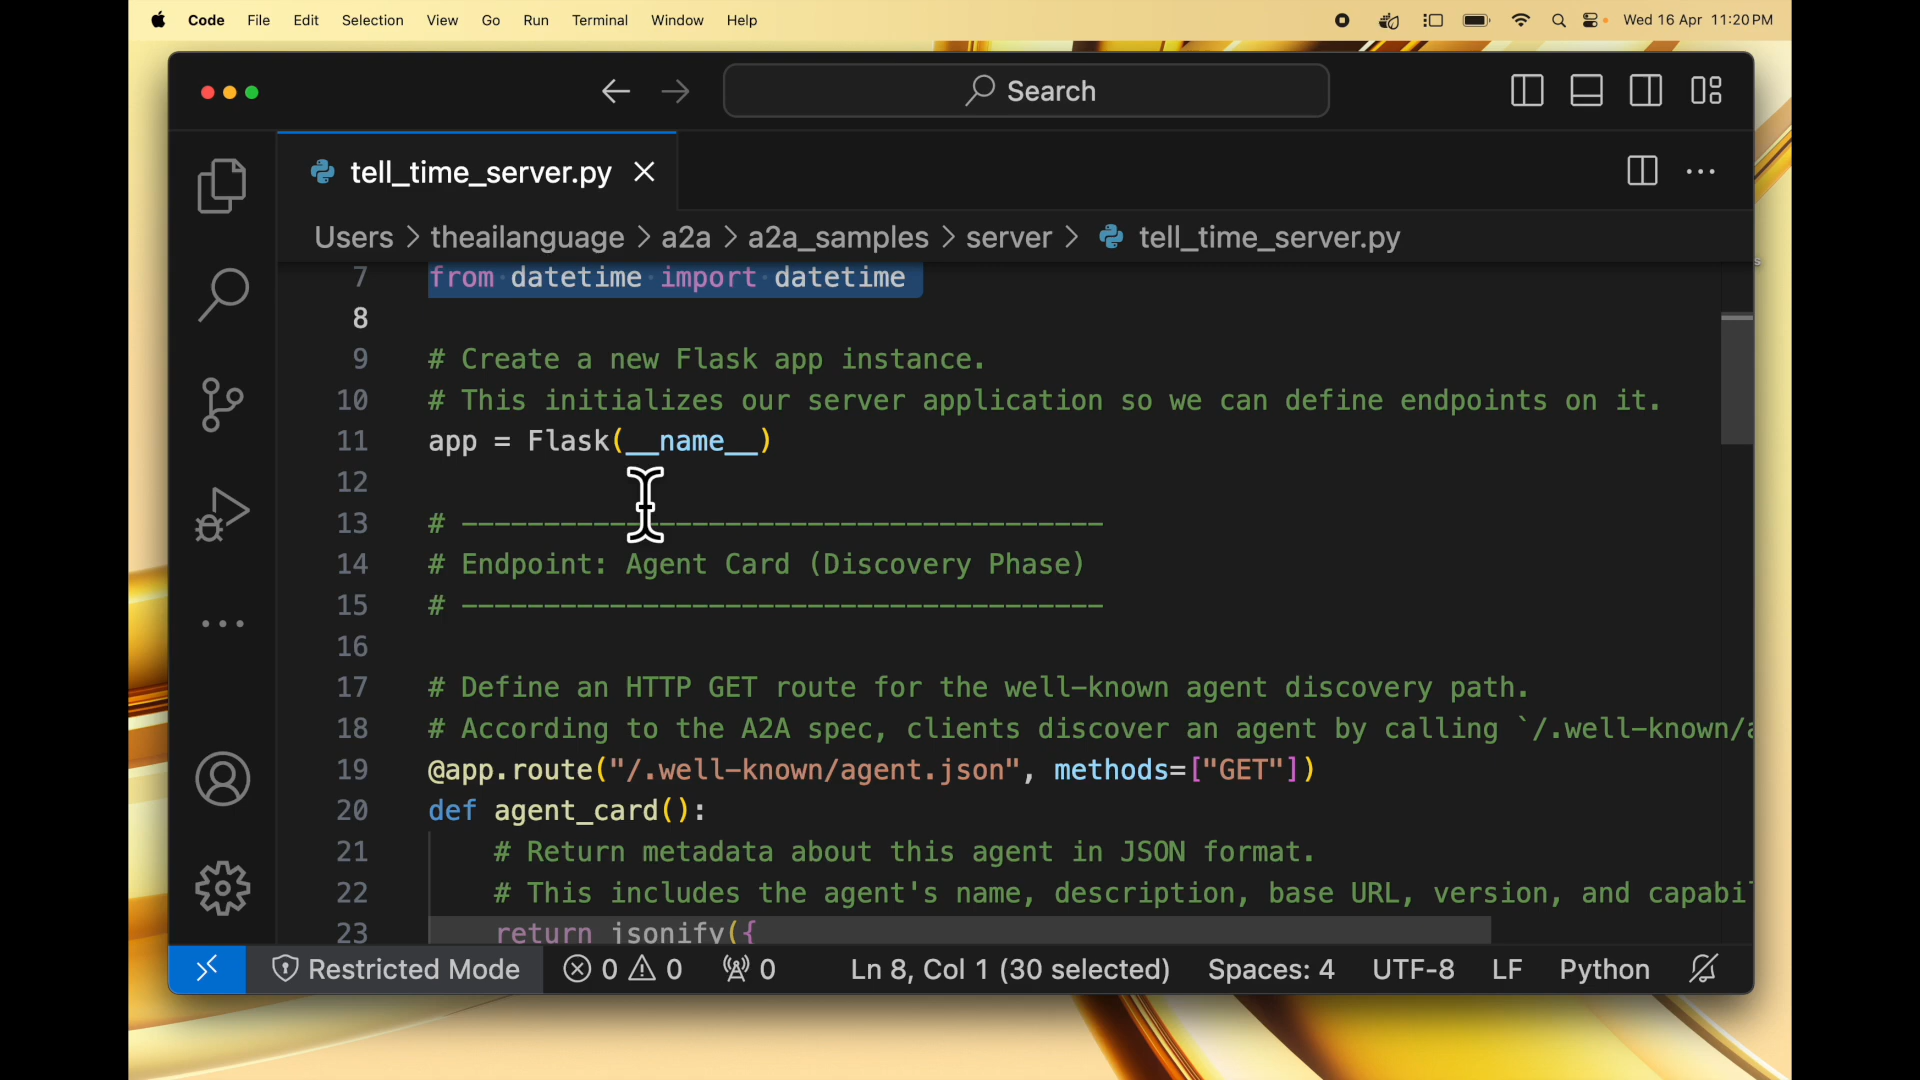 Code File Edit Selection View Go Run Terminal Window Help Wed 16 Apr 11:20 PM
Search
tell_time_server.py
Users > theailanguage > a2a > a2a_samples > server > tell_time_server.py
7 from datetime import datetime
8
9 # Create a new Flask app instance.
10 # This initializes our server application so we can define endpoints on it.
11 app = Flask(__name__)
12
13 # ---------------------------------------
14 # Endpoint: Agent Card (Discovery Phase)
15 # ---------------------------------------
16
17 # Define an HTTP GET route for the well-known agent discovery path.
18 # According to the A2A spec, clients discover an agent by calling `/.well-known/a
19 @app.route("/.well-known/agent.json", methods=["GET"])
20 def agent_card():
21 # Return metadata about this agent in JSON format.
22 # This includes the agent's name, description, base URL, version, and capabil
23 return jsonify({
Restricted Mode 0 0 0 Ln 8, Col 1 (30 selected) Spaces: 4 UTF-8 LF Python